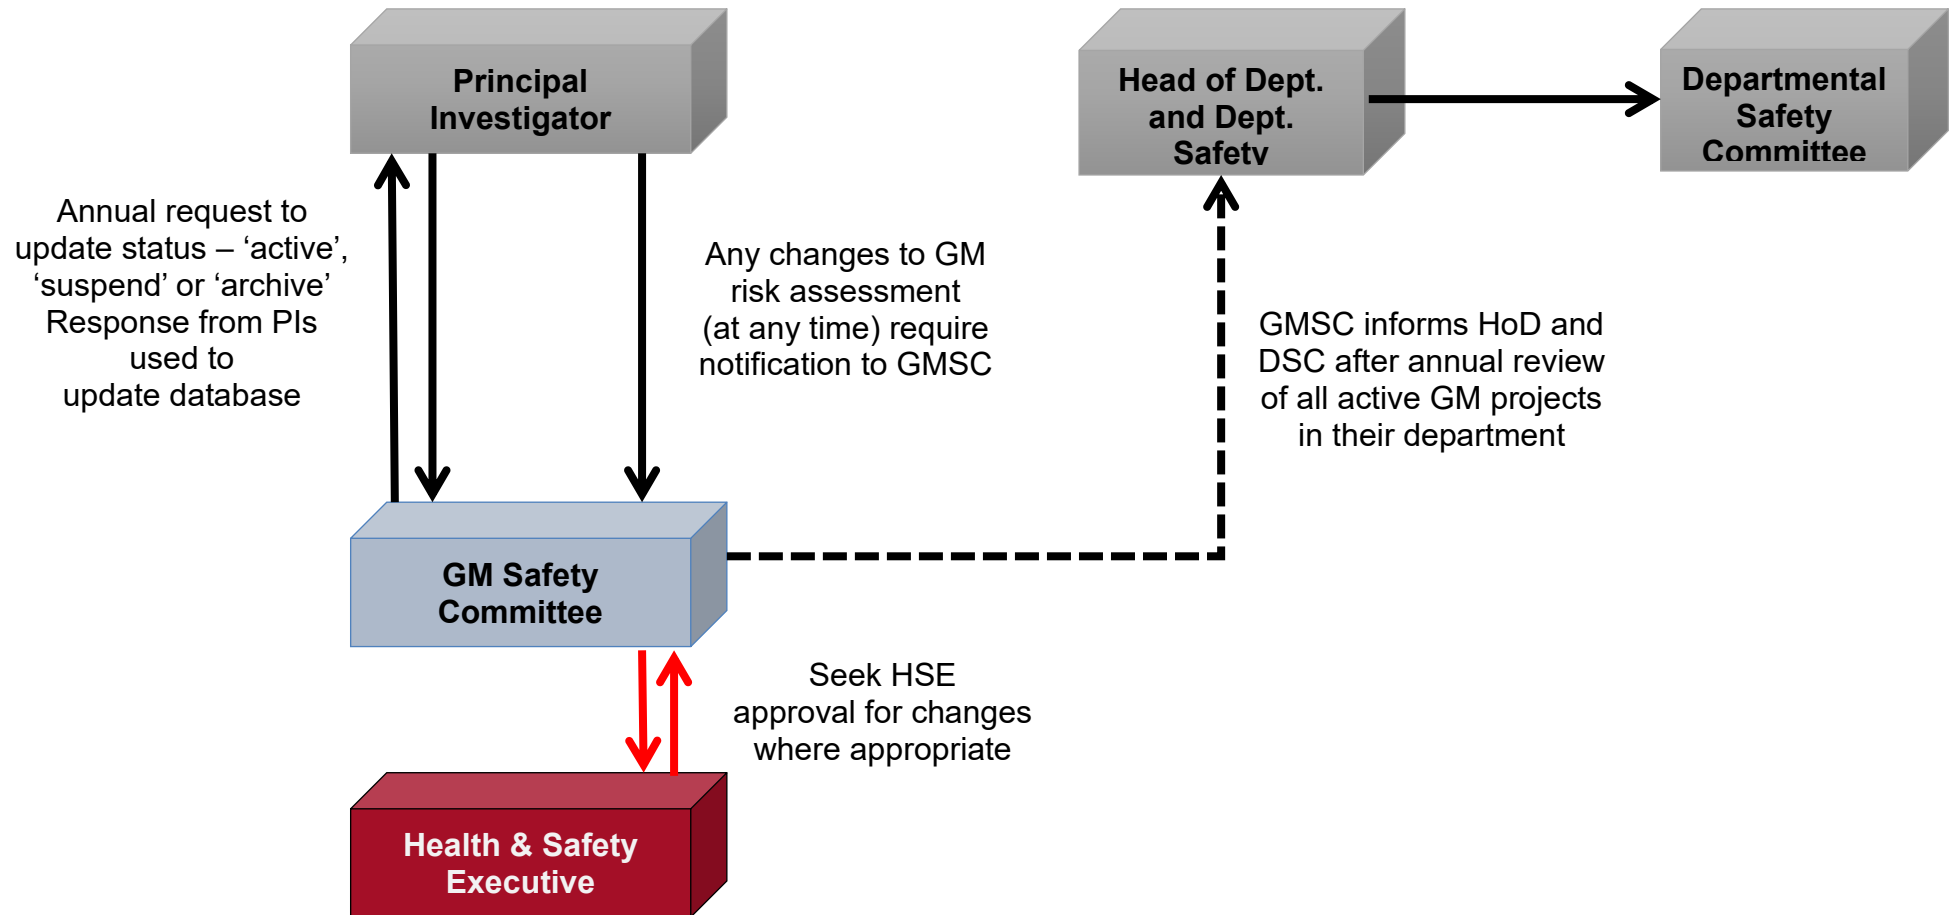 Principal
Investigator
Head of Dept.
and Dept.
Safety
Departmental
Safety
Committee
Annual request to
update status – ‘active’,
‘suspend’ or ‘archive’
Response from PIs
used to
update database
Any changes to GM
risk assessment
(at any time) require
notification to GMSC
GMSC informs HoD and
DSC after annual review
of all active GM projects
in their department
GM Safety
Committee
Seek HSE
approval for changes
where appropriate
Health & Safety
Executive